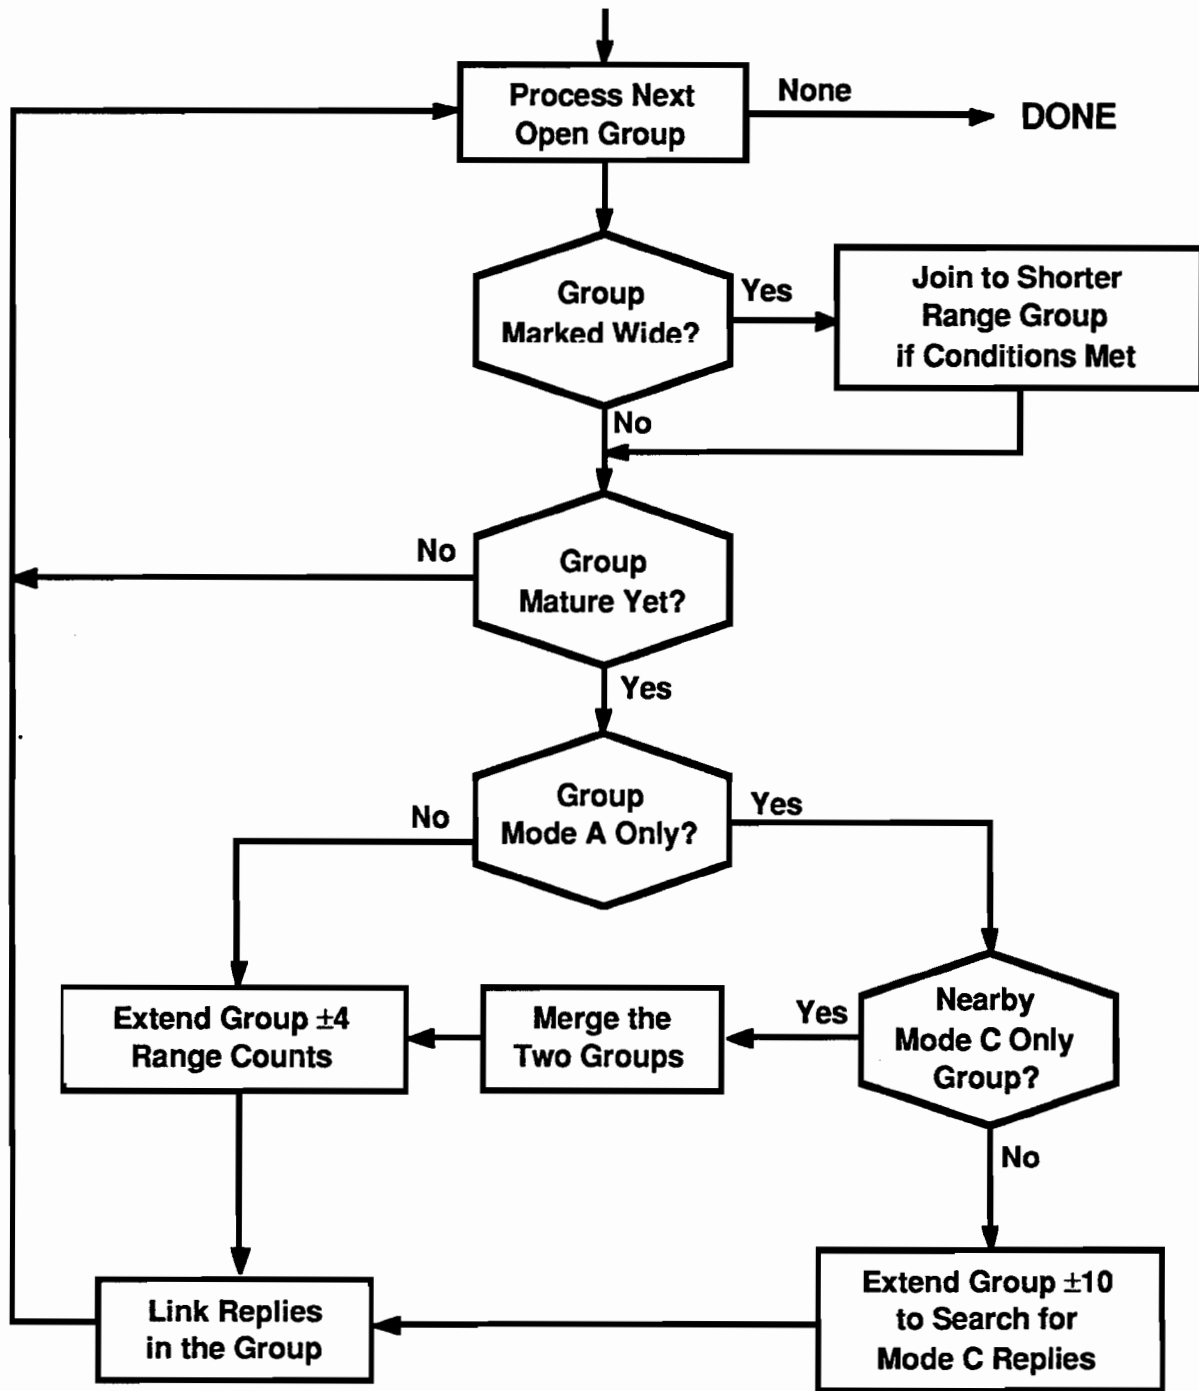 Process Next
Open Group
None
DONE
Group
Marked Wide?
Yes
Join to Shorter
Range Group
if Conditions Met
No
Group
Mature Yet?
No
Yes
Group
Mode A Only?
No
Yes
Extend Group ±4
Range Counts
Merge the
Two Groups
Yes
Nearby
Mode C Only
Group?
No
Link Replies
in the Group
Extend Group ±10
to Search for
Mode C Replies